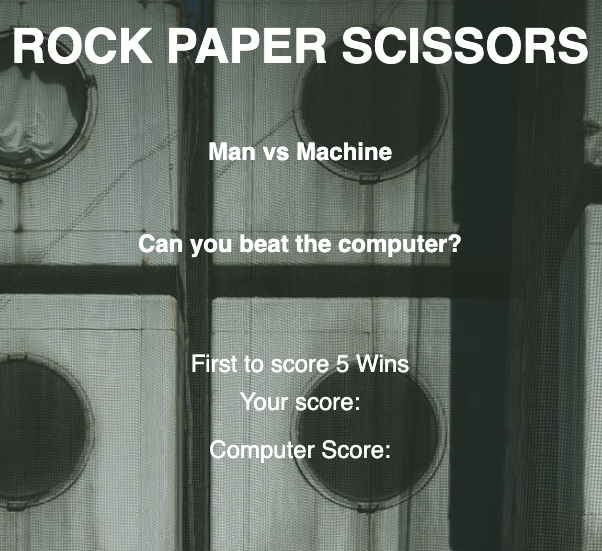 ROCK PAPER SCISSORS
Man vs Machine
Can you beat the computer?
First to score 5 Wins
Your score:
Computer Score: